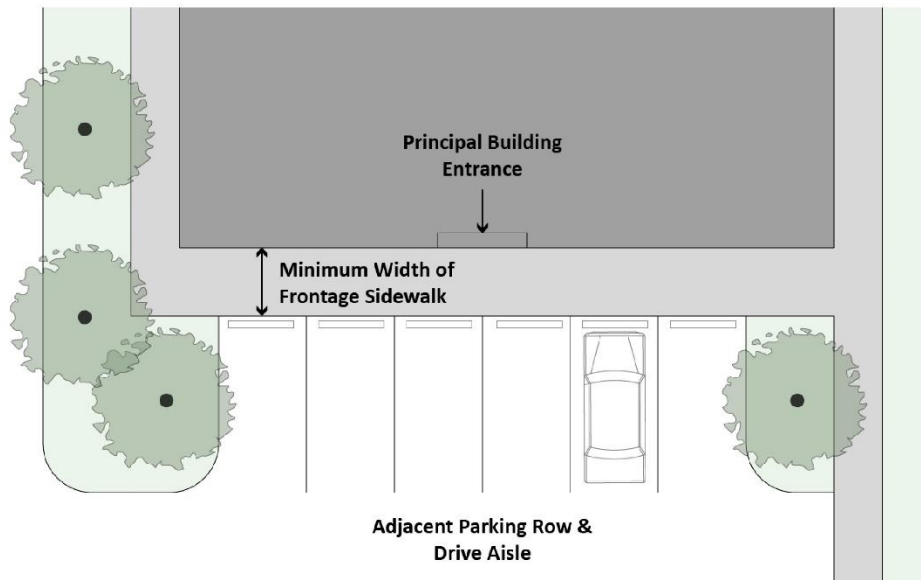 Principal Building
Entrance
Minimum Width of
Frontage Sidewalk
Adjacent Parking Row &
Drive Aisle